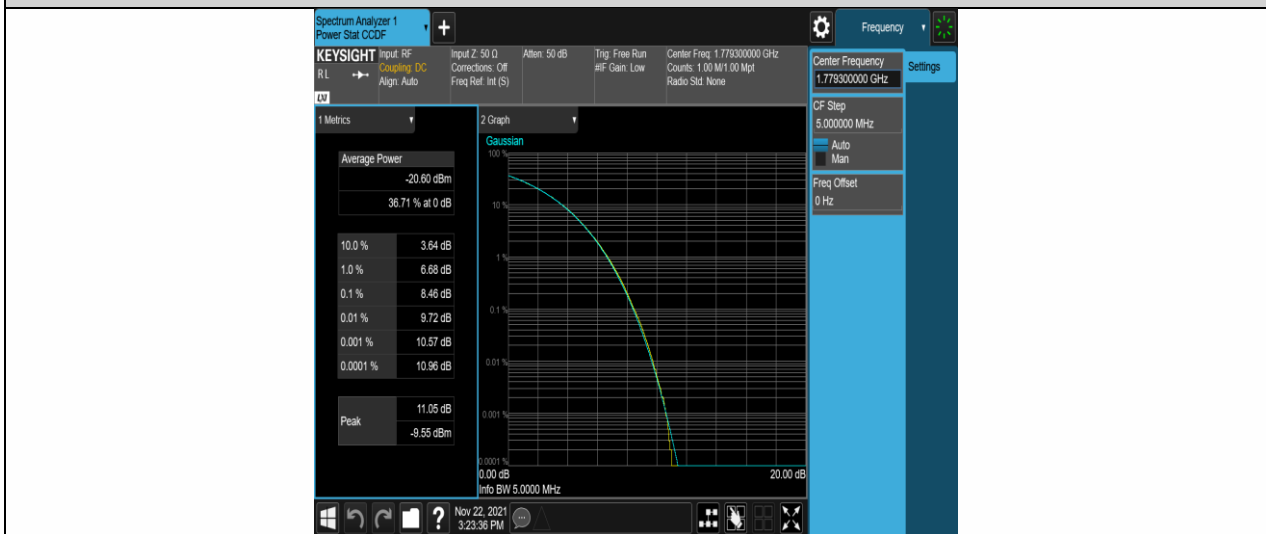 Spectrum Analyzer 1
Power Stat CCDF
+
Frequency
KEYSIGHT
RL
LXI
Input: RF
Coupling: DC
Align: Auto
Input Z: 50 Ω
Corrections: Off
Freq Ref: Int (S)
Atten: 50 dB
Trig: Free Run
#IF Gain: Low
Center Freq: 1.779300000 GHz
Counts: 1.00 M/1.00 Mpt
Radio Std: None
Center Frequency
1.779300000 GHz
Settings
CF Step
5.000000 MHz
Auto
Man
Freq Offset
0 Hz
1 Metrics
Average Power
-20.60 dBm
36.71 % at 0 dB
10.0 % 3.64 dB
1.0 % 6.68 dB
0.1 % 8.46 dB
0.01 % 9.72 dB
0.001 % 10.57 dB
0.0001 % 10.96 dB
Peak
11.05 dB
-9.55 dBm
2 Graph
Gaussian
100 %
10 %
1 %
0.1 %
0.01 %
0.001 %
0.0001 %
0.00 dB 20.00 dB
Info BW 5.0000 MHz
?
Nov 22, 2021
3:23:36 PM